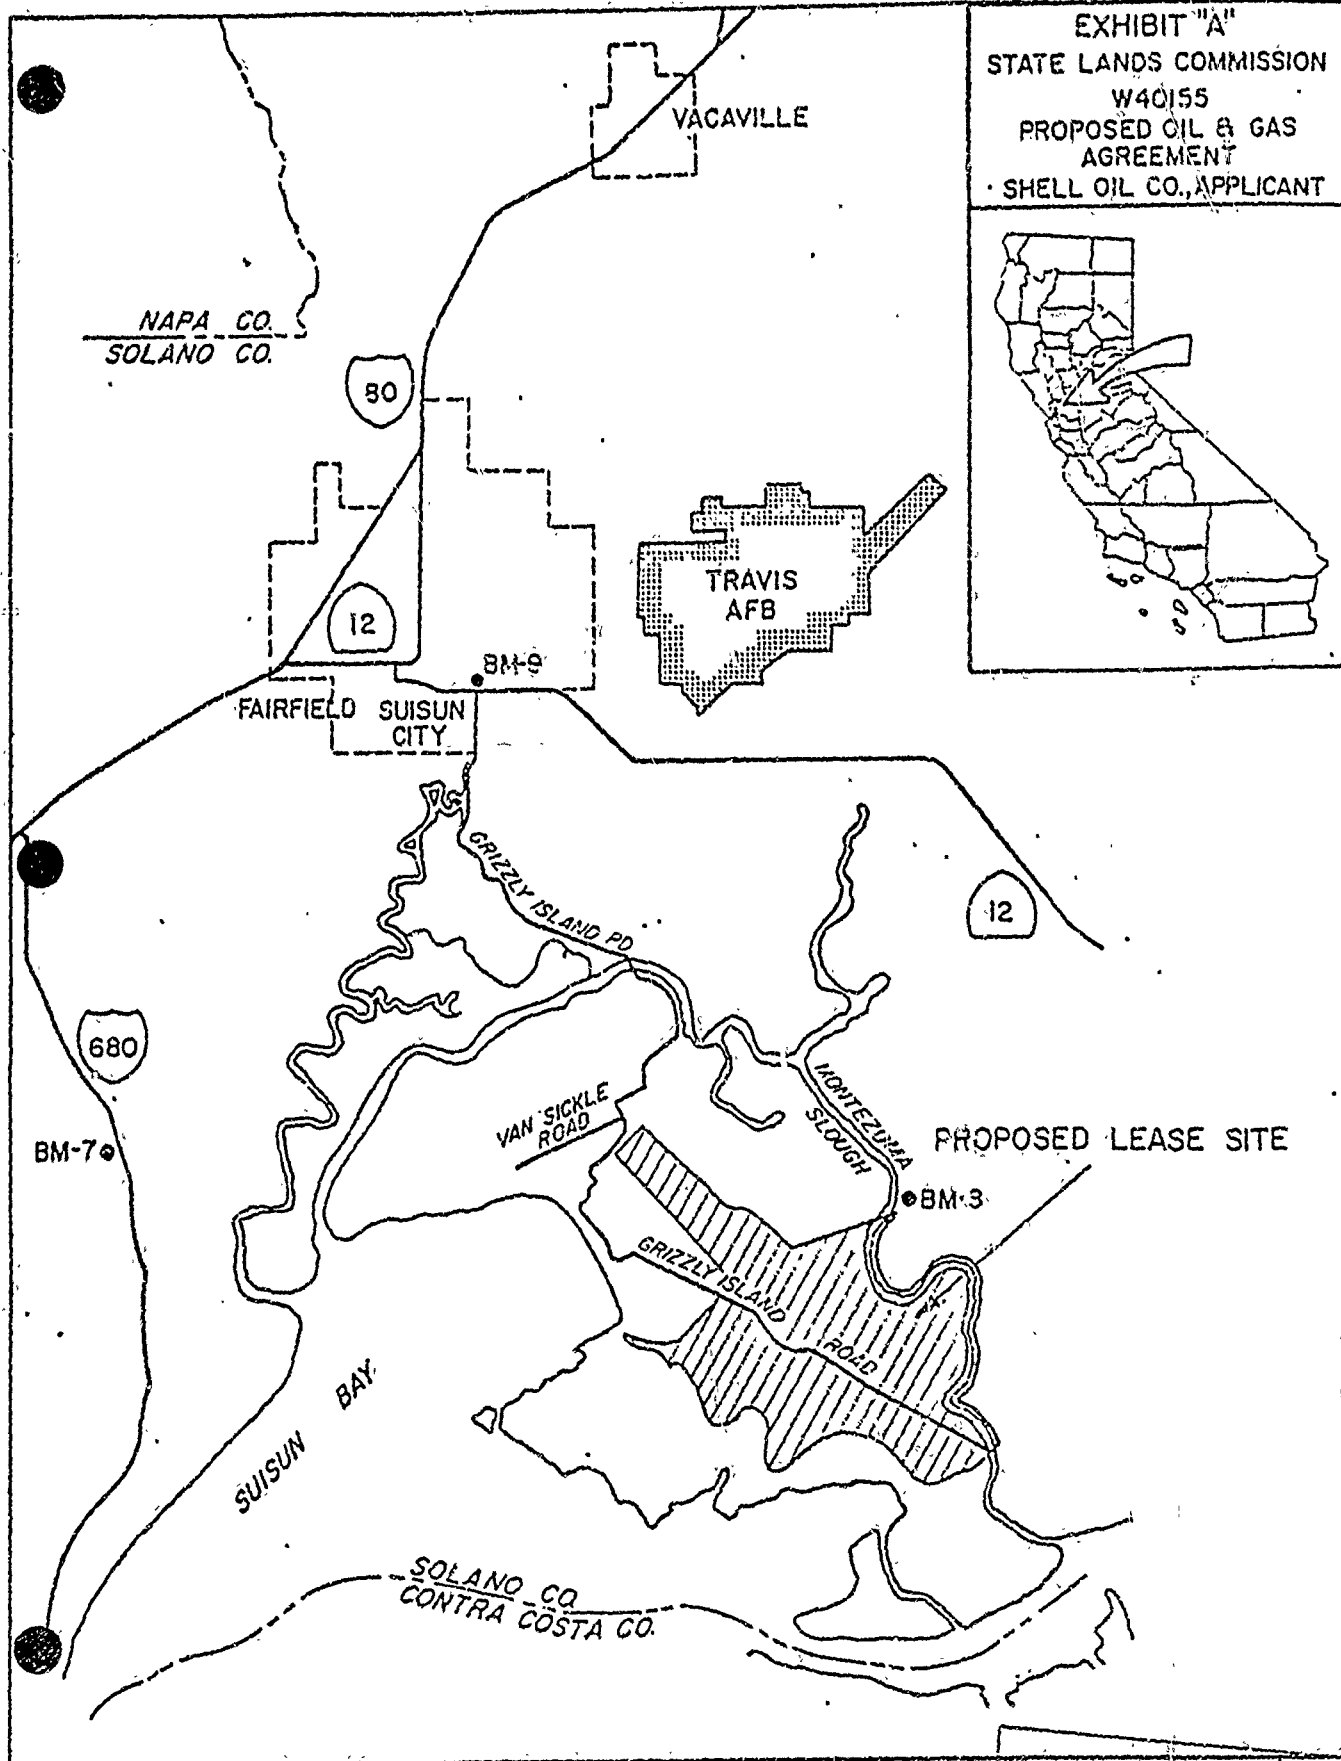 EXHIBIT "A"
STATE LANDS COMMISSION
W40155
PROPOSED OIL & GAS
AGREEMENT
SHELL OIL CO., APPLICANT
VACAVILLE
NAPA CO.
SOLANO CO.
80
TRAVIS
AFB
12
BM-9
FAIRFIELD
SUISUN
CITY
GRIZZLY ISLAND RD
12
680
MONTEZUMA
SLOUGH
VAN SICKLE
ROAD
PROPOSED LEASE SITE
BM-7
BM-3
GRIZZLY ISLAND
ROAD
SUISUN BAY
SOLANO CO.
CONTRA COSTA CO.